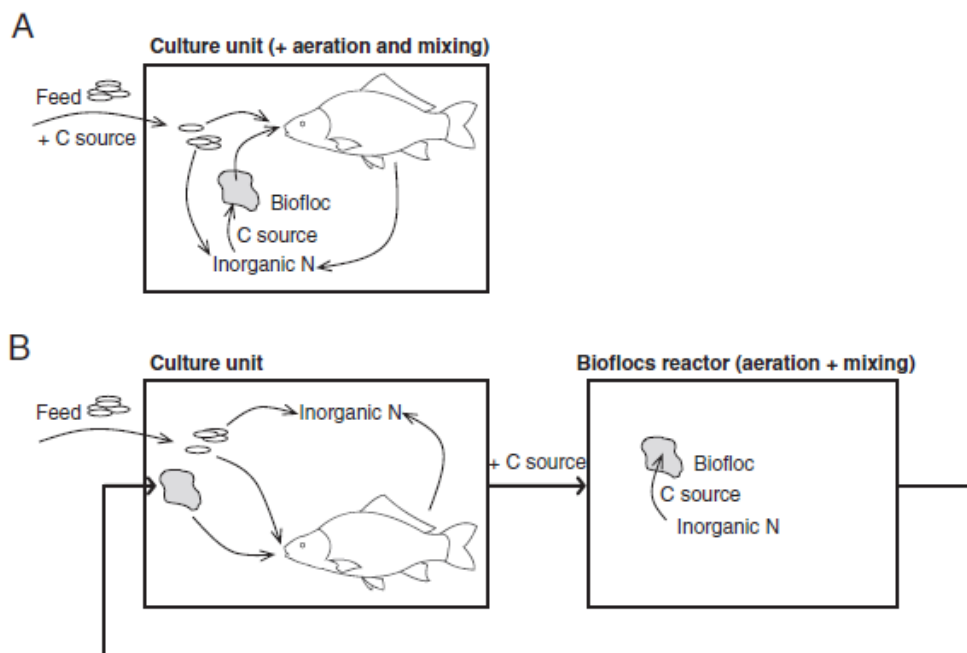 A
Culture unit (+ aeration and mixing)
Feed
+ C source
Biofloc
C source
Inorganic N
B
Culture unit
Bioflocs reactor (aeration + mixing)
Feed
Inorganic N
+ C source
Biofloc
C source
Inorganic N